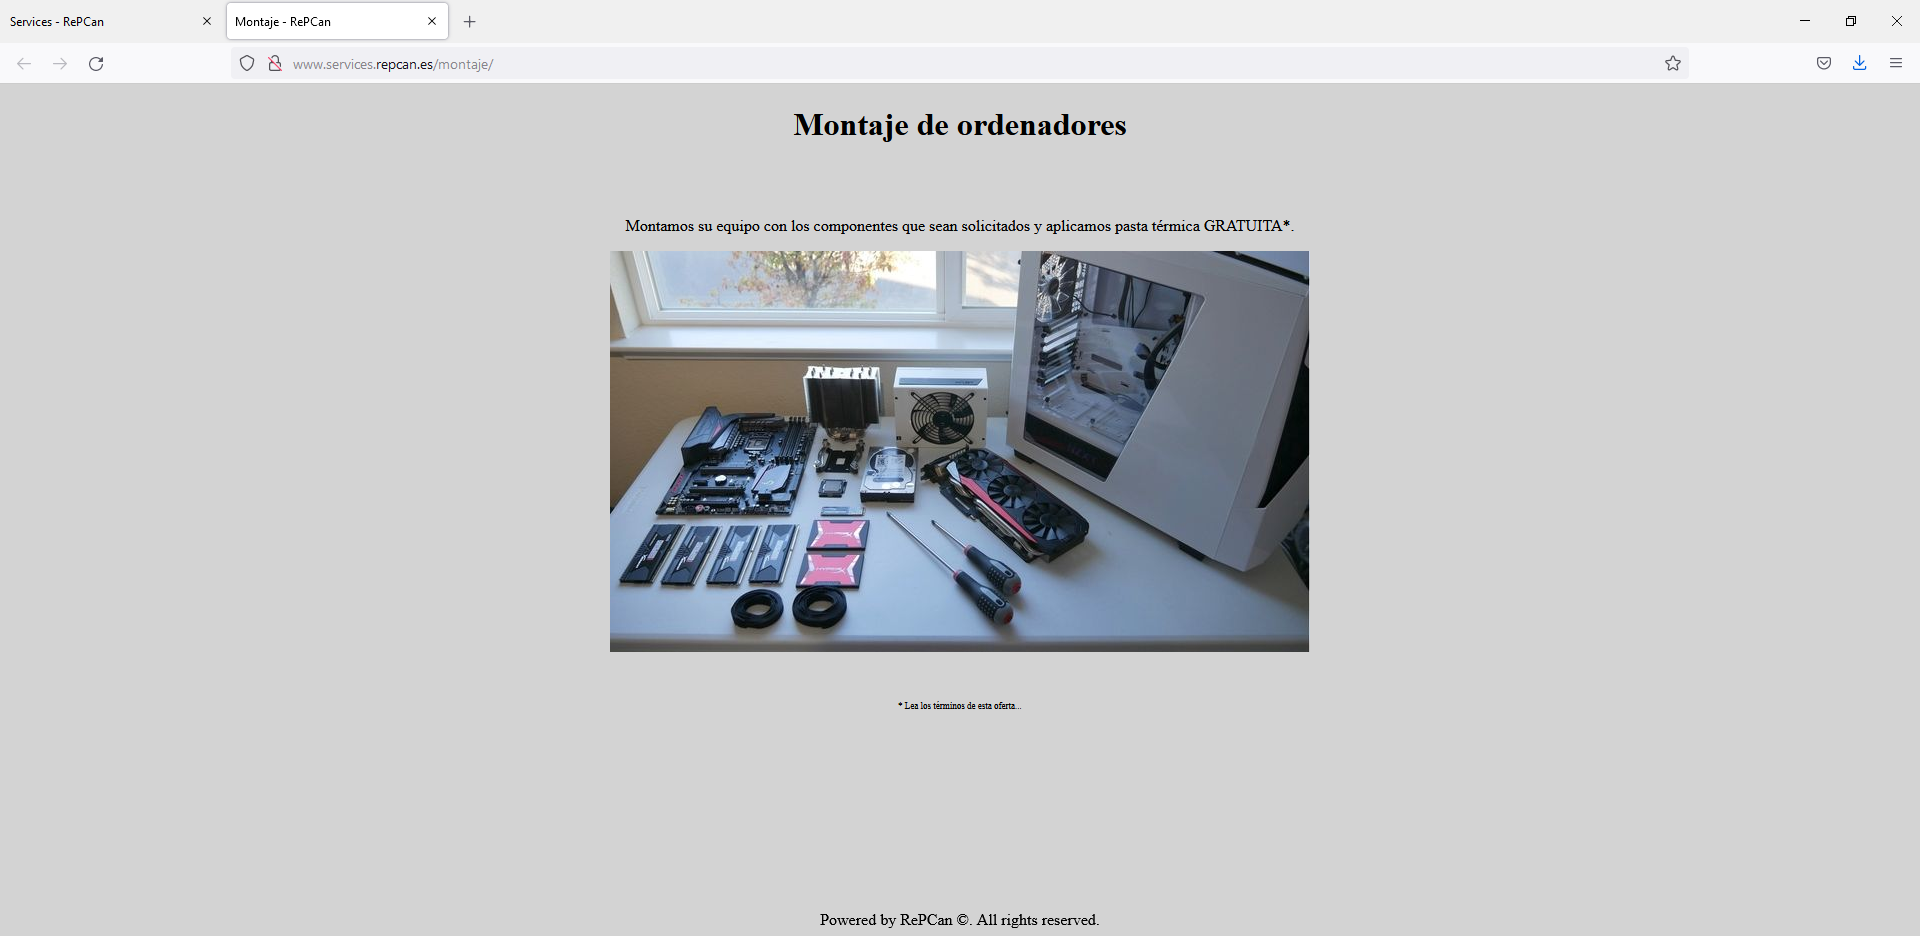 Services - RePCan
Montaje - RePCan
www.services.repcan.es/montaje/
Montaje de ordenadores
Montamos su equipo con los componentes que sean solicitados y aplicamos pasta térmica GRATUITA*.
* Lea los términos de esta oferta...
Powered by RePCan ©. All rights reserved.